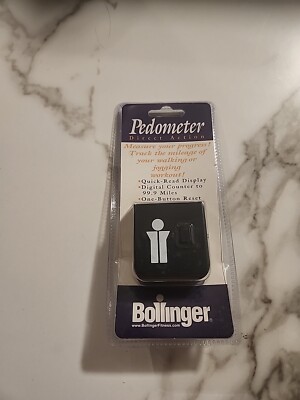 Pedometer
Direct Action
Measure your progress!
Track the mileage of
your walking or
jogging
workout!
•Quick-Read Display
•Digital Counter to
99.9 Miles
•One-Button Reset
Bollinger®
www.BollingerFitness.com